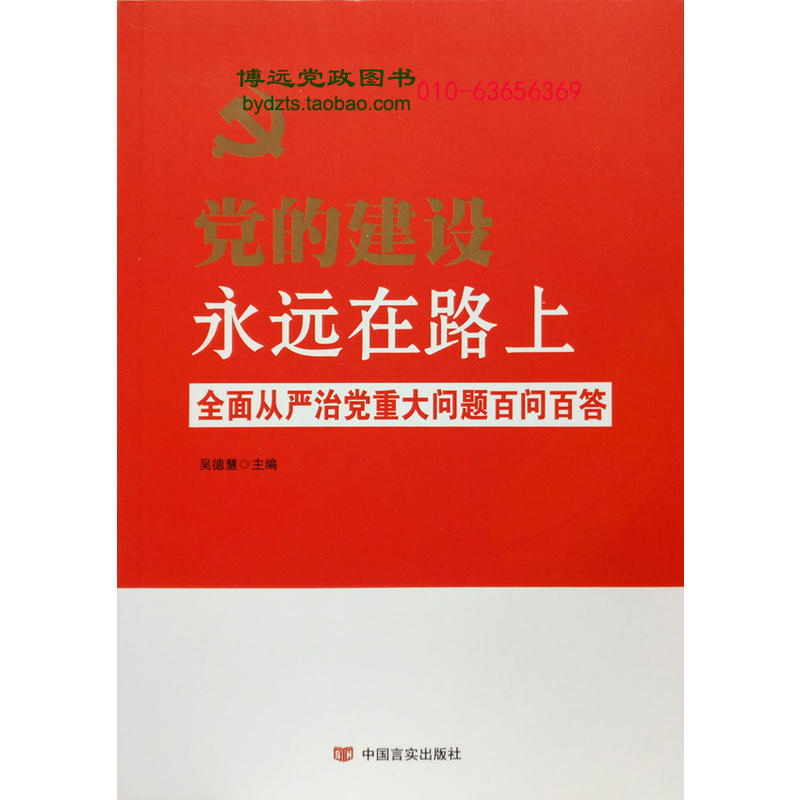 博远党政图书
bydzts.taobao.com 010-63656369
党的建设
永远在路上
全面从严治党重大问题百问百答
吴德慧◎主编
中国言实出版社